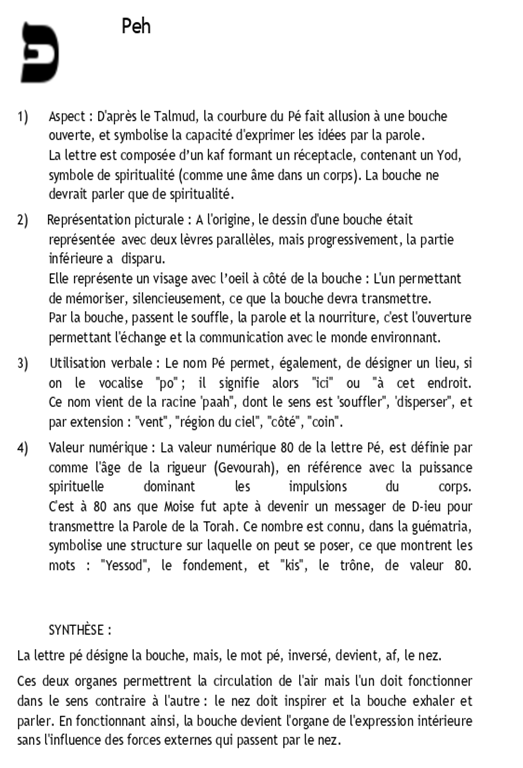 פ
Peh
1) Aspect : D'après le Talmud, la courbure du Pé fait allusion à une bouche
ouverte, et symbolise la capacité d'exprimer les idées par la parole.
La lettre est composée d’un kaf formant un réceptacle, contenant un Yod,
symbole de spiritualité (comme une âme dans un corps). La bouche ne
devrait parler que de spiritualité.
2) Représentation picturale : A l'origine, le dessin d'une bouche était
représentée avec deux lèvres parallèles, mais progressivement, la partie
inférieure a disparu.
Elle représente un visage avec l’oeil à côté de la bouche : L'un permettant
de mémoriser, silencieusement, ce que la bouche devra transmettre.
Par la bouche, passent le souffle, la parole et la nourriture, c'est l'ouverture
permettant l'échange et la communication avec le monde environnant.
3) Utilisation verbale : Le nom Pé permet, également, de désigner un lieu, si
on le vocalise "po" ; il signifie alors "ici" ou "à cet endroit.
Ce nom vient de la racine 'paah", dont le sens est 'souffler", 'disperser", et
par extension : "vent", "région du ciel", "côté", "coin".
4) Valeur numérique : La valeur numérique 80 de la lettre Pé, est définie par
comme l'âge de la rigueur (Gevourah), en référence avec la puissance
spirituelle dominant les impulsions du corps.
C'est à 80 ans que Moise fut apte à devenir un messager de D-ieu pour
transmettre la Parole de la Torah. Ce nombre est connu, dans la guématria,
symbolise une structure sur laquelle on peut se poser, ce que montrent les
mots : "Yessod", le fondement, et "kis", le trône, de valeur 80.
SYNTHÈSE :
La lettre pé désigne la bouche, mais, le mot pé, inversé, devient, af, le nez.
Ces deux organes permettrent la circulation de l'air mais l'un doit fonctionner
dans le sens contraire à l'autre : le nez doit inspirer et la bouche exhaler et
parler. En fonctionnant ainsi, la bouche devient l'organe de l'expression intérieure
sans l'influence des forces externes qui passent par le nez.